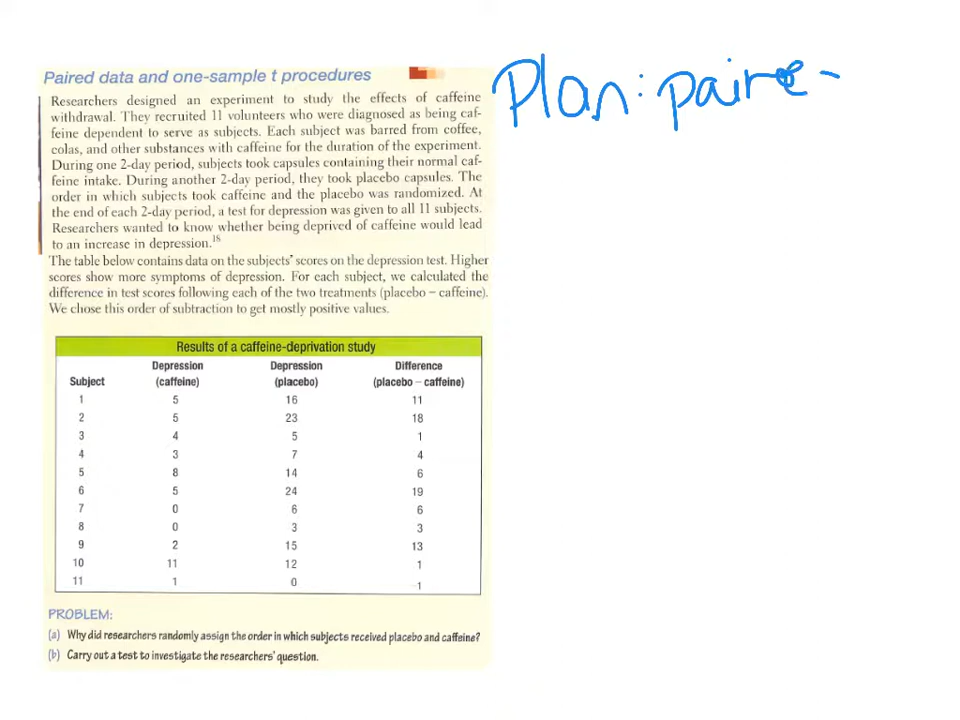 Paired data and one-sample t procedures
Plan: paire-
Researchers designed an experiment to study the effects of caffeine
withdrawal. They recruited 11 volunteers who were diagnosed as being caf-
feine dependent to serve as subjects. Each subject was barred from coffee,
colas, and other substances with caffeine for the duration of the experiment.
During one 2-day period, subjects took capsules containing their normal caf-
feine intake. During another 2-day period, they took placebo capsules. The
order in which subjects took caffeine and the placebo was randomized. At
the end of each 2-day period, a test for depression was given to all 11 subjects.
Researchers wanted to know whether being deprived of caffeine would lead
to an increase in depression.18
The table below contains data on the subjects' scores on the depression test. Higher
scores show more symptoms of depression. For each subject, we calculated the
difference in test scores following each of the two treatments (placebo – caffeine).
We chose this order of subtraction to get mostly positive values.
Results of a caffeine-deprivation study
Depression Depression Difference
Subject (caffeine) (placebo) (placebo – caffeine)
1 5 16 11
2 5 23 18
3 4 5 1
4 3 7 4
5 8 14 6
6 5 24 19
7 0 6 6
8 0 3 3
9 2 15 13
10 11 12 1
11 1 0 -1
PROBLEM:
(a) Why did researchers randomly assign the order in which subjects received placebo and caffeine?
(b) Carry out a test to investigate the researchers' question.